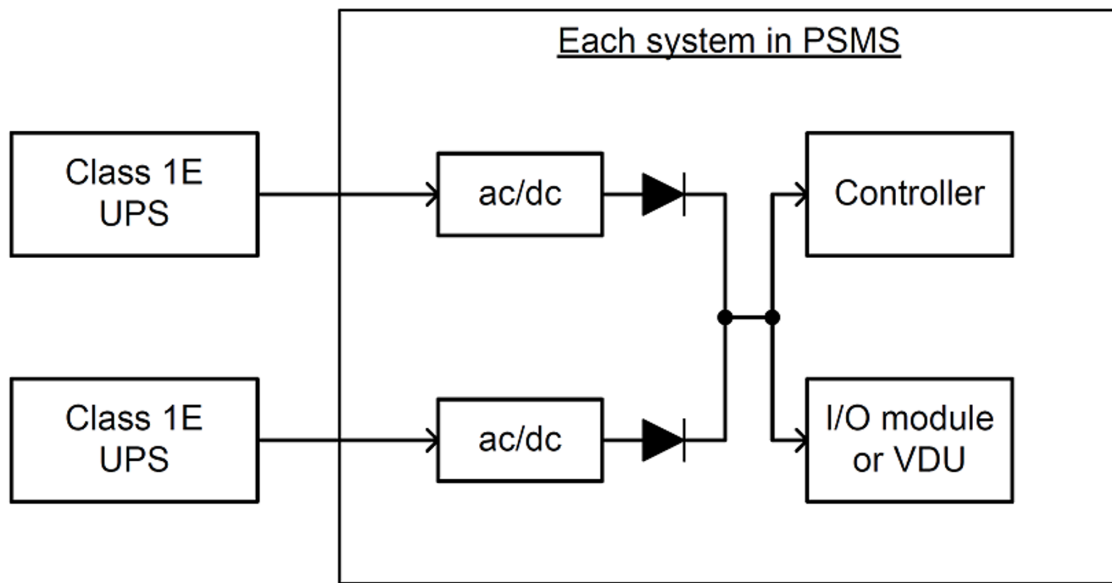 Each system in PSMS
Class 1E
UPS
ac/dc
Controller
Class 1E
UPS
ac/dc
I/O module
or VDU